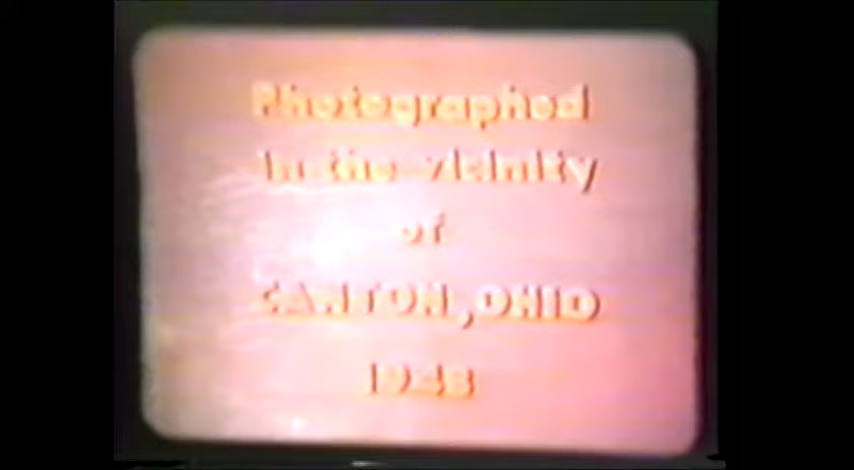 Photographed
in the vicinity
of
CANTON, OHIO
1948